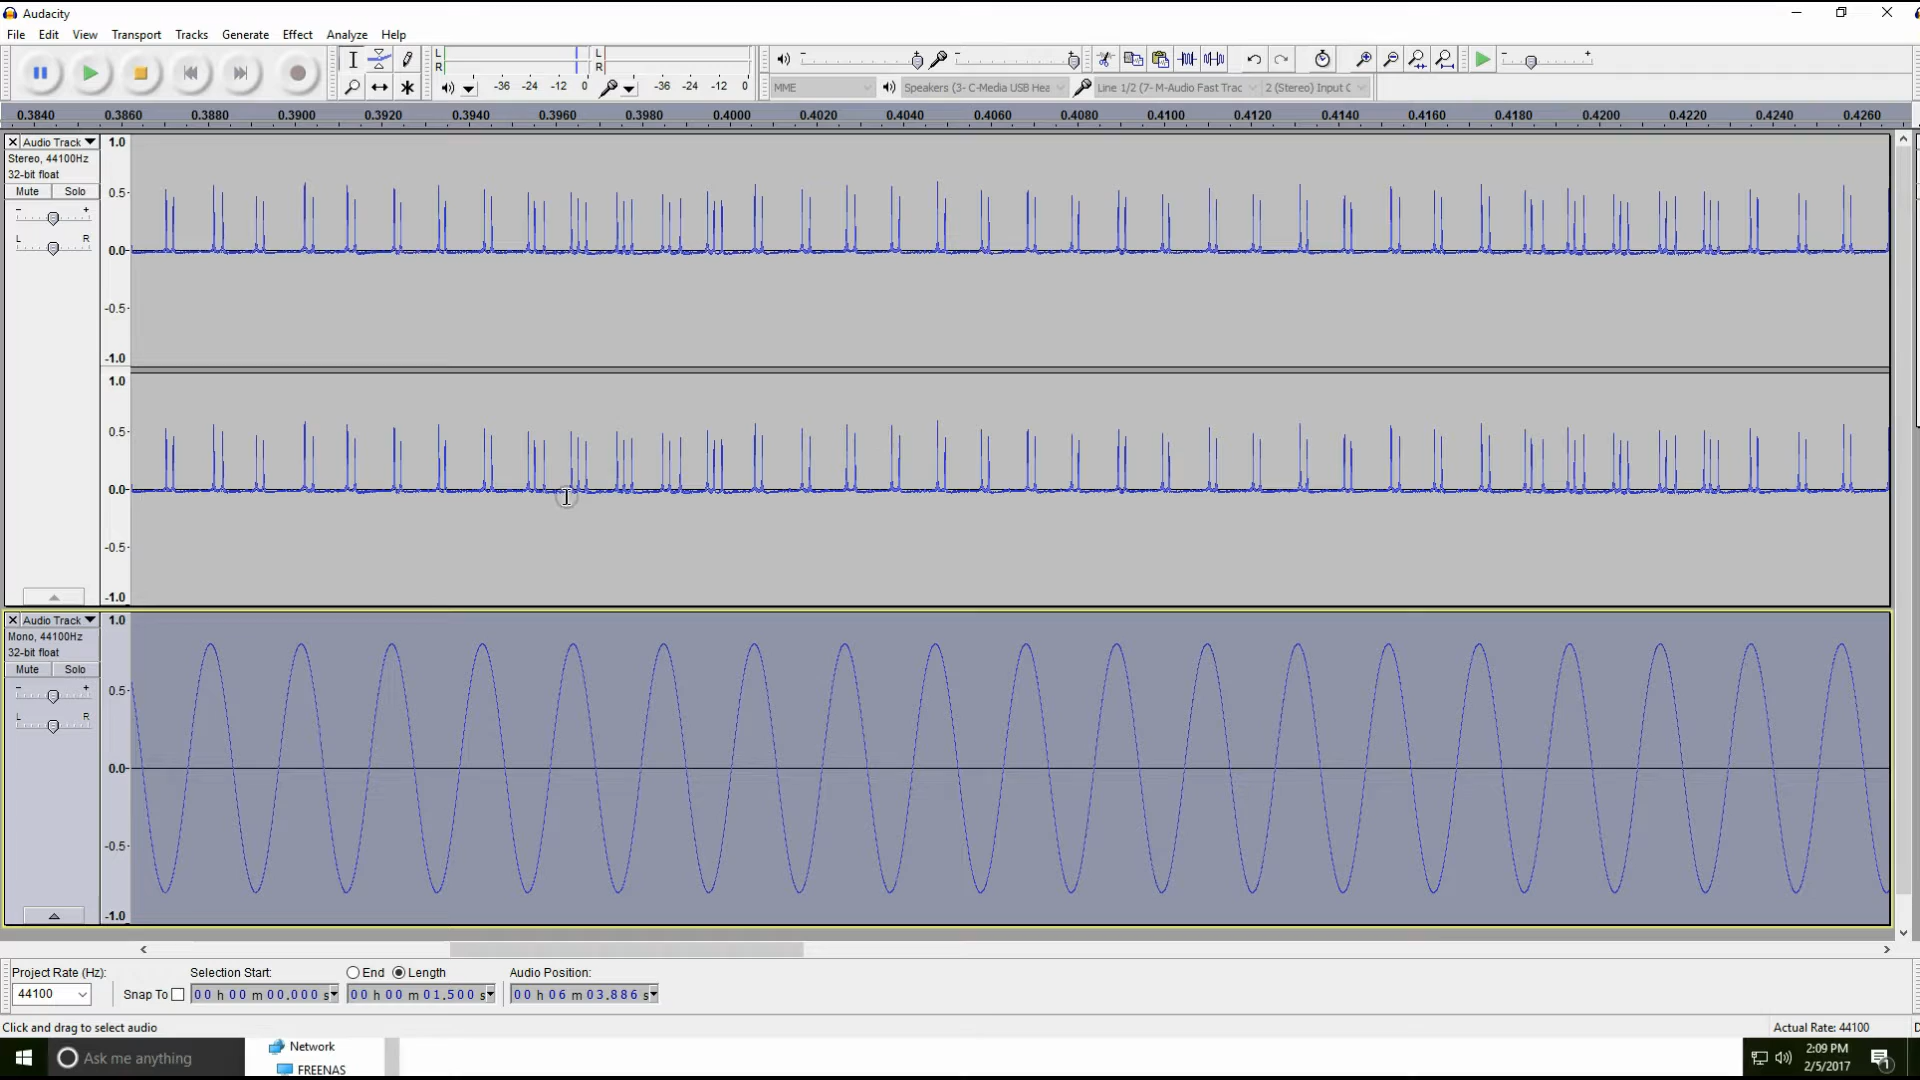 Audacity
File Edit View Transport Tracks Generate Effect Analyze Help
L
R
-36 -24 -12 0
L
R
-36 -24 -12 0
MME
Speakers (3- C-Media USB Hea
Line 1/2 (7- M-Audio Fast Trac
2 (Stereo) Input C
0.3840 0.3860 0.3880 0.3900 0.3920 0.3940 0.3960 0.3980 0.4000 0.4020 0.4040 0.4060 0.4080 0.4100 0.4120 0.4140 0.4160 0.4180 0.4200 0.4220 0.4240 0.4260
Audio Track
Stereo, 44100Hz
32-bit float
Mute Solo
- +
L R
1.0
0.5-
0.0-
-0.5-
-1.0
1.0
0.5-
0.0-
-0.5-
-1.0
Audio Track
Mono, 44100Hz
32-bit float
Mute Solo
- +
L R
1.0
0.5-
0.0-
-0.5-
-1.0
Project Rate (Hz):
44100
Snap To
Selection Start:
00 h 00 m 00.000 s
End Length
00 h 00 m 01.500 s
Audio Position:
00 h 06 m 03.886 s
Click and drag to select audio
Actual Rate: 44100
Ask me anything
Network
FREENAS
2:09 PM
2/5/2017
1